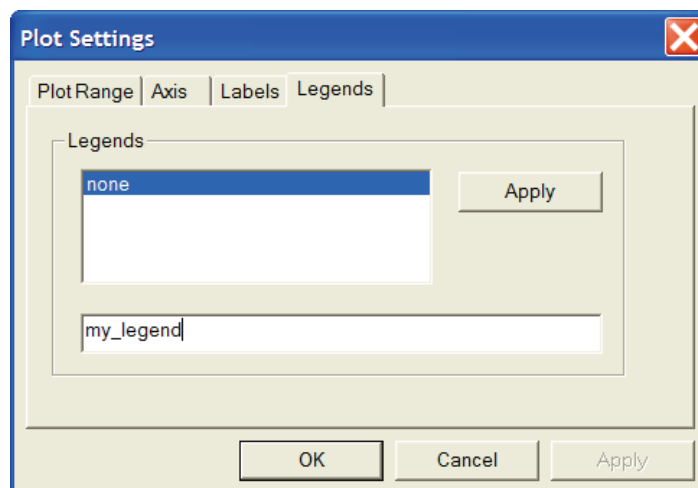 Plot Settings
Plot Range Axis Labels Legends
Legends
none
Apply
my_legend
OK Cancel Apply